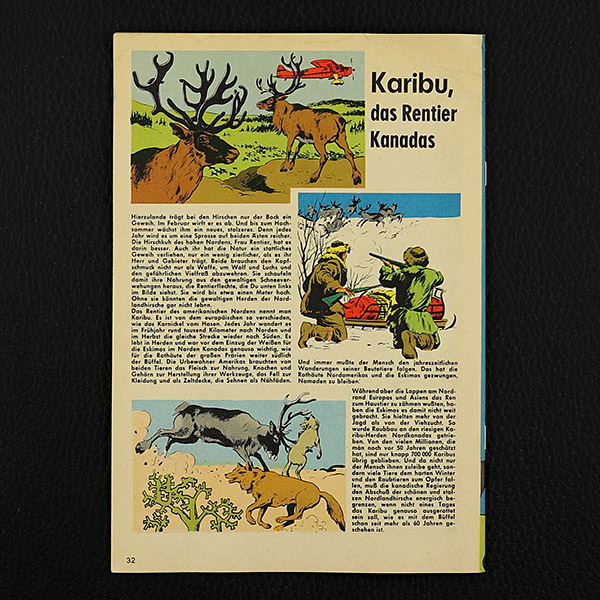 Karibu,
das Rentier
Kanadas
Hierzulande trägt bei den Hirschen nur der Bock ein
Geweih. Im Februar wirft er es ab. Und bis zum Hoch-
sommer wächst ihm ein neues, stolzeres. Denn jedes
Jahr wird es um eine Sprosse auf beiden Ästen reicher.
Die Hirschkuh des hohen Nordens, Frau Rentier, hat es
darin besser. Auch ihr hat die Natur ein stattliches
Geweih verliehen, nur ein wenig zierlicher, als es ihr
Herr und Gebieter trägt. Beide brauchen den Kopf-
schmuck nicht nur als Waffe, um Wolf und Luchs und
den gefährlichen Vielfraß abzuwehren. Sie schaufeln
damit ihre Nahrung aus den gewaltigen Schneever-
wehungen heraus, die Rentierflechte, die Du unten links
im Bilde siehst. Sie wird bis etwa einen Meter hoch.
Ohne sie könnten die gewaltigen Herden der Nord-
landhirsche gar nicht leben.
Das Rentier des amerikanischen Nordens nennt man
Karibu. Es ist von dem europäischen so verschieden,
wie das Karnickel vom Hasen. Jedes Jahr wandert es
im Frühjahr rund tausend Kilometer nach Norden und
im Herbst die gleiche Strecke wieder nach Süden. Es
lebt in Herden und war vor dem Einzug der Weißen für
die Eskimos im Norden Kanadas genauso wichtig, wie
für die Rothäute der großen Prärien weiter südlich
der Büffel. Die Urbewohner Amerikas brauchten von
beiden Tieren das Fleisch zur Nahrung, Knochen und
Gehörn zur Herstellung ihrer Werkzeuge, das Fell zur
Kleidung und als Zeltdecke, die Sehnen als Nähfäden.
Und immer mußte der Mensch den jahreszeitlichen
Wanderungen seiner Beutetiere folgen. Das hat die
Rothäute Nordamerikas und die Eskimos gezwungen,
Nomaden zu bleiben.
Während aber die Lappen am Nord-
rand Europas und Asiens das Ren
zum Haustier zu zähmen wußten, ha-
ben die Eskimos es damit nicht weit
gebracht. Sie hielten mehr von der
Jagd als von der Viehzucht. So
wurde Raubbau an den riesigen Ka-
ribu-Herden Nordkanadas getrie-
ben. Von den vielen Millionen, die
man noch vor 50 Jahren geschätzt
hat, sind nur knapp 700 000 Karibus
übrig geblieben. Und da nicht nur
der Mensch ihnen zuleibe geht, son-
dern viele Tiere dem harten Winter
und den Raubtieren zum Opfer fal-
len, muß die kanadische Regierung
den Abschuß der schönen und stol-
zen Nordlandhirsche energisch be-
grenzen, wenn nicht eines Tages
das Karibu genauso ausgerottet
sein soll, wie es mit dem Büffel
schon seit mehr als 60 Jahren ge-
schehen ist.
32